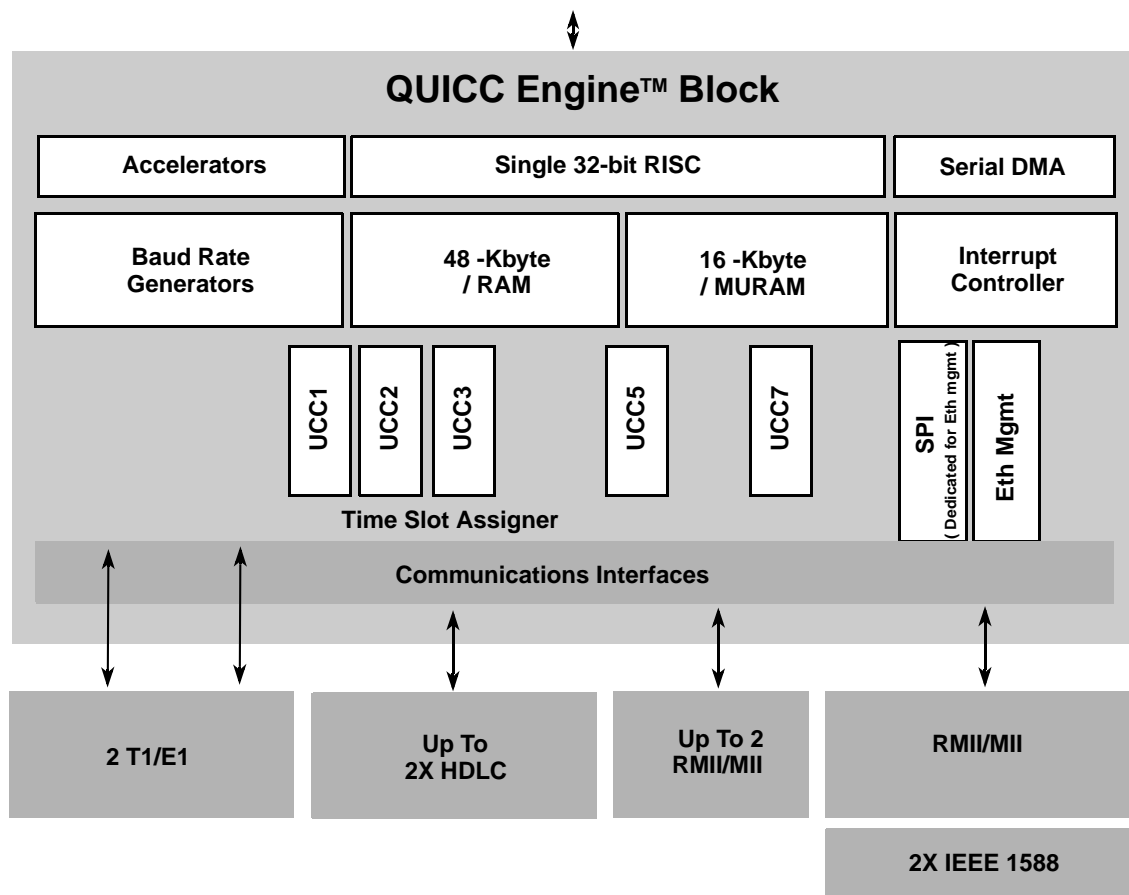 QUICC Engine™ Block
Accelerators
Single 32-bit RISC
Serial DMA
Baud Rate
Generators
48 -Kbyte
/ RAM
16 -Kbyte
/ MURAM
Interrupt
Controller
UCC1
UCC2
UCC3
UCC5
UCC7
SPI
( Dedicated for Eth mgmt )
Eth Mgmt
Time Slot Assigner
Communications Interfaces
2 T1/E1
Up To
2X HDLC
Up To 2
RMII/MII
RMII/MII
2X IEEE 1588